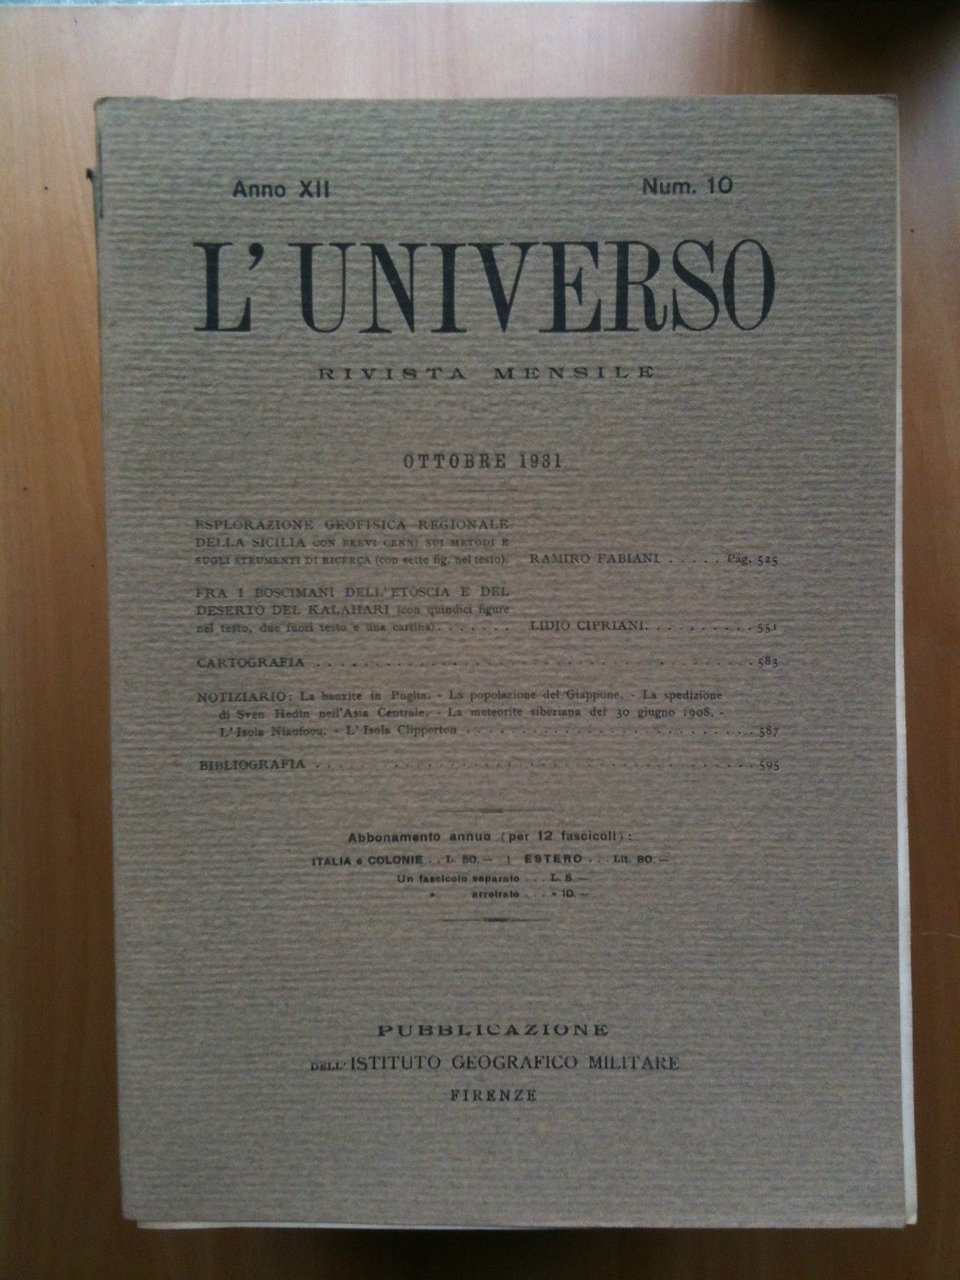 Anno XII Num. 10
L'UNIVERSO
RIVISTA MENSILE
OTTOBRE 1931
ESPLORAZIONE GEOFISICA REGIONALE
DELLA SICILIA CON BREVI CENNI SUI METODI E
SUGLI STRUMENTI DI RICERCA (con sette fig. nel testo). RAMIRO FABIANI . . . . . Pag. 525
FRA I BOSCIMANI DELL'ETÒSCIA E DEL
DESERTO DEL KALAHARI (con quindici figure
nel testo, due fuori testo e una cartina). . . . . . . LIDIO CIPRIANI. . . . . . . . . . 551
CARTOGRAFIA . . . . . . . . . . . . . . . . . . . . . . . . . . . . . . . . . . . 583
NOTIZIARIO: La bauxite in Puglia. - La popolazione del Giappone. - La spedizione
di Sven Hedin nell'Asia Centrale. - La meteorite siberiana del 30 giugno 1908. -
L'Isola Niaufoou. - L'Isola Clipperton . . . . . . . . . . . . . . . . . . . . . . . . 587
BIBLIOGRAFIA . . . . . . . . . . . . . . . . . . . . . . . . . . . . . . . . . . . 595
Abbonamento annuo (per 12 fascicoli):
ITALIA e COLONIE . . L. 50.— | ESTERO . . . Lit. 80.—
Un fascicolo separato . . . L. 5.—
» arretrato . . . » 10.—
PUBBLICAZIONE
DELL'ISTITUTO GEOGRAFICO MILITARE
FIRENZE